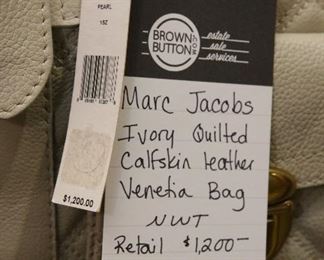 PEARL
1SZ
$1,200.00
BROWN
BUTTON
.COM
estate
sale
services
Marc Jacobs
Ivory Quilted
Calfskin leather
Venetia Bag
NWT
Retail $1,200-